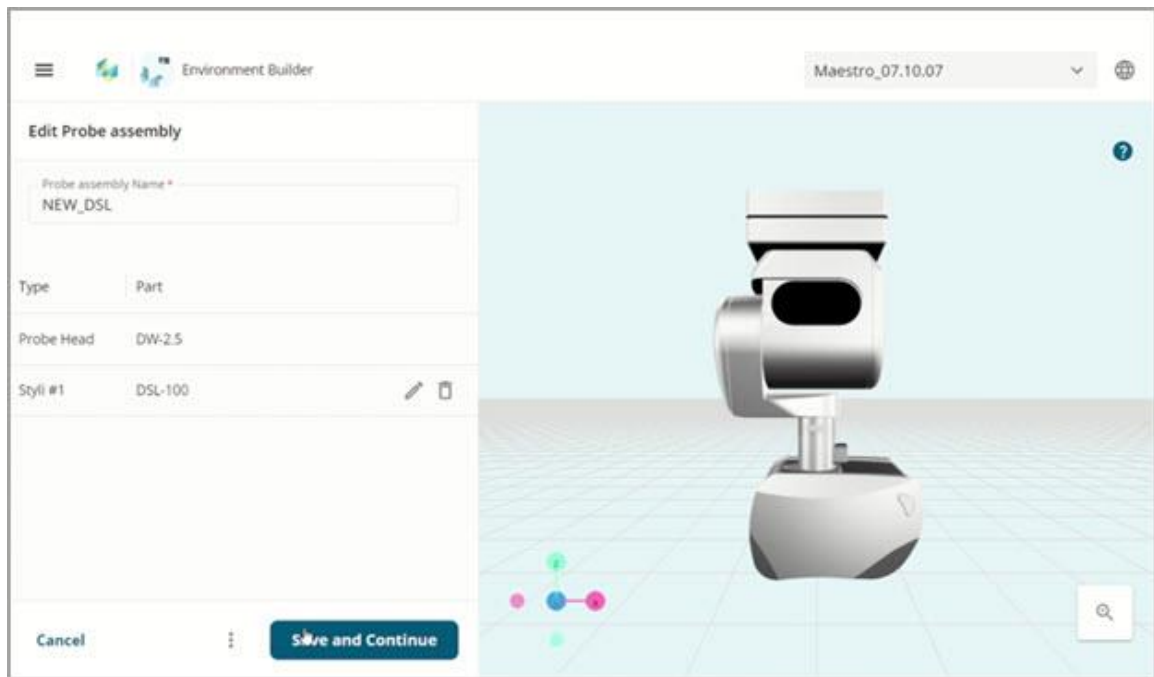 Environment Builder
Maestro_07.10.07
Edit Probe assembly
?
Probe assembly Name *
NEW_DSL
Type Part
Probe Head DW-2.5
Styli #1 DSL-100
Cancel
Save and Continue